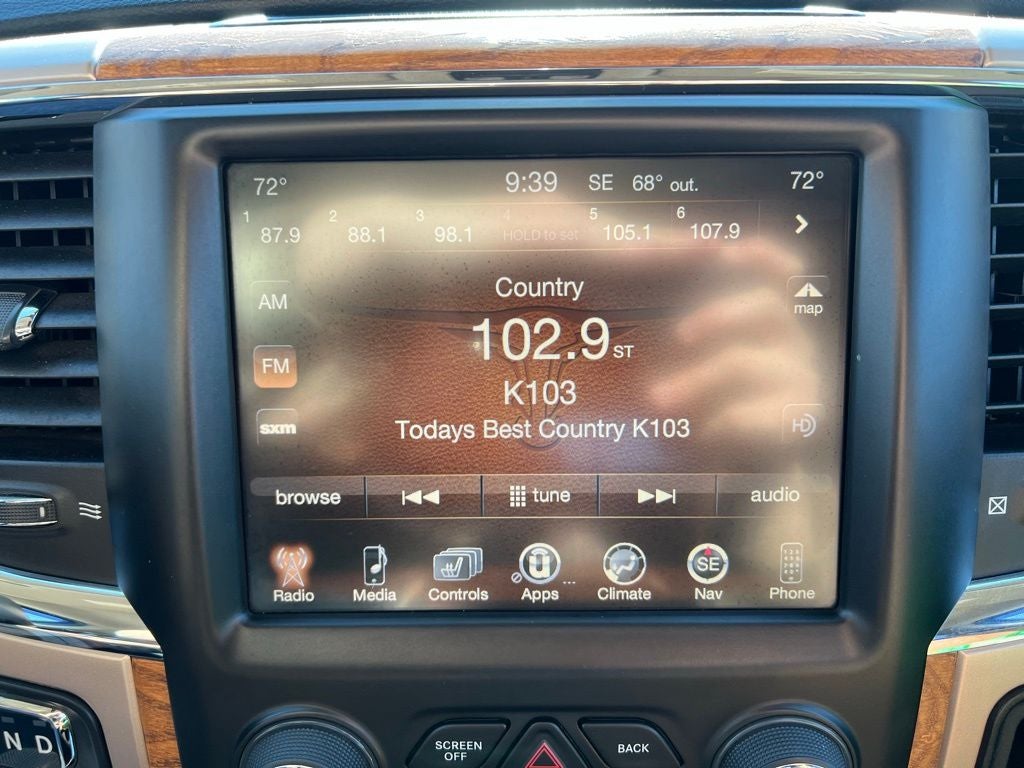 72° 9:39 SE 68° out. 72°
1 87.9 2 88.1 3 98.1 4 HOLD to set 5 105.1 6 107.9
Country
AM
map
102.9 ST
FM
K103
sxm
Todays Best Country K103
HD
browse tune audio
SE
Radio Media Controls Apps Climate Nav Phone
N D
SCREEN OFF
BACK